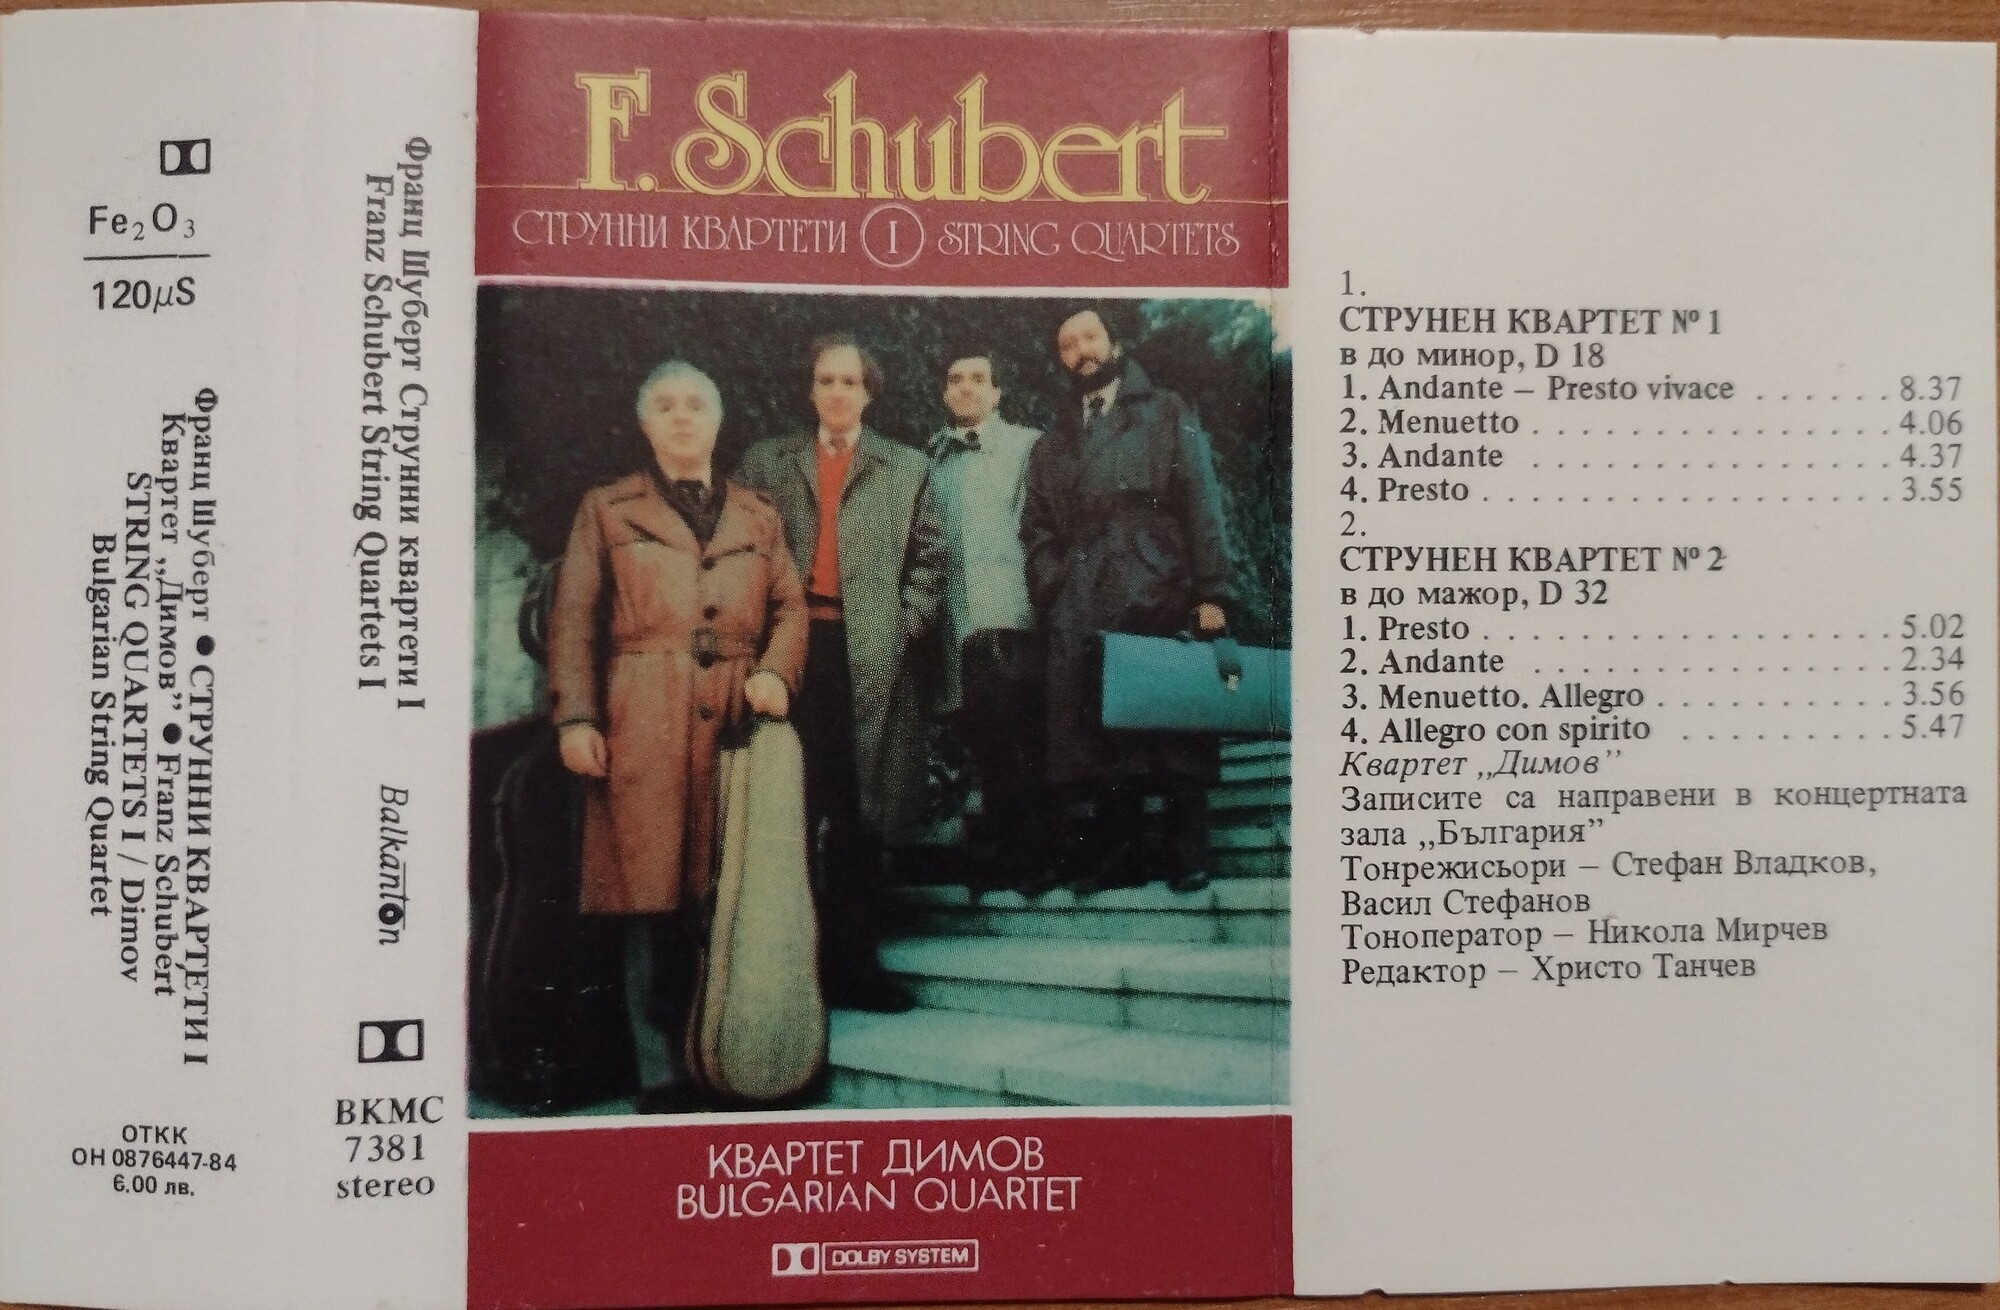 Fe₂O₃
120µS
Франц Шуберт ● СТРУННИ КВАРТЕТИ I
Квартет „Димов” ● Franz Schubert
STRING QUARTETS I / Dimov
Bulgarian String Quartet
ОТКК
ОН 0876447-84
6.00 лв.
Франц Шуберт Струнни квартети I
Franz Schubert String Quartets I
Balkanton
ВКМС
7381
stereo
F. Schubert
СТРУННИ КВАРТЕТИ I STRING QUARTETS
КВАРТЕТ ДИМОВ
BULGARIAN QUARTET
DOLBY SYSTEM
1.
СТРУНЕН КВАРТЕТ № 1
в до минор, D 18
1. Andante – Presto vivace . . . . . . 8.37
2. Menuetto . . . . . . . . . . . . . . . . 4.06
3. Andante . . . . . . . . . . . . . . . . 4.37
4. Presto . . . . . . . . . . . . . . . . . . 3.55
2.
СТРУНЕН КВАРТЕТ № 2
в до мажор, D 32
1. Presto . . . . . . . . . . . . . . . . . . 5.02
2. Andante . . . . . . . . . . . . . . . . 2.34
3. Menuetto. Allegro . . . . . . . . . . 3.56
4. Allegro con spirito . . . . . . . . . 5.47
Квартет „Димов”
Записите са направени в концертната
зала „България”
Тонрежисьори – Стефан Владков,
Васил Стефанов
Тоноператор – Никола Мирчев
Редактор – Христо Танчев